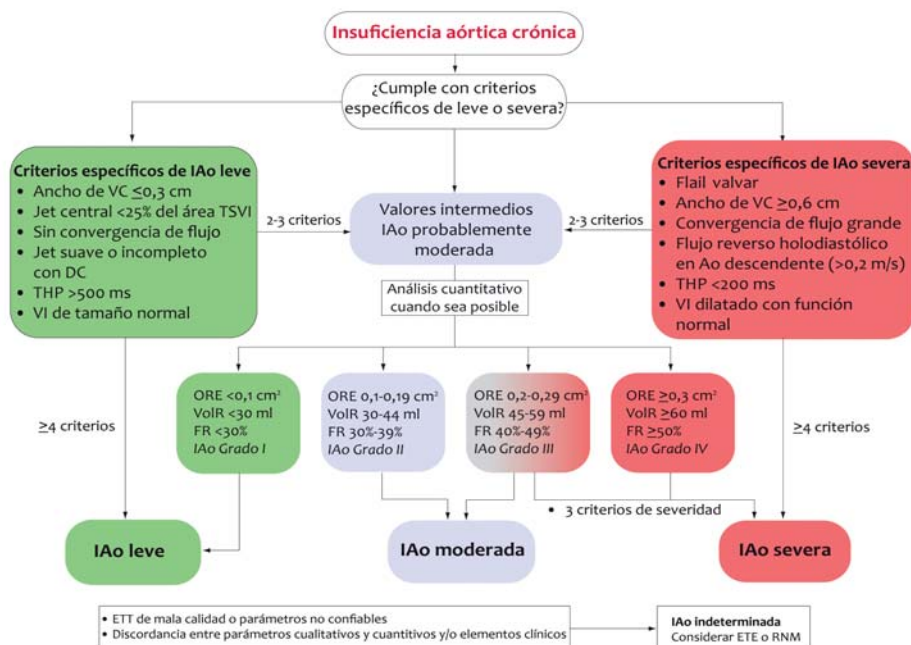 Insuficiencia aórtica crónica
¿Cumple con criterios
específicos de leve o severa?
Criterios específicos de IAo leve
• Ancho de VC ≤0,3 cm
• Jet central <25% del área TSVI
• Sin convergencia de flujo
• Jet suave o incompleto
con DC
• THP >500 ms
• VI de tamaño normal
2-3 criterios
Valores intermedios
IAo probablemente
moderada
2-3 criterios
Criterios específicos de IAo severa
• Flail valvar
• Ancho de VC ≥0,6 cm
• Convergencia de flujo grande
• Flujo reverso holodiastólico
en Ao descendente (>0,2 m/s)
• THP <200 ms
• VI dilatado con función
normal
Análisis cuantitativo
cuando sea posible
ORE <0,1 cm²
VolR <30 ml
FR <30%
IAo Grado I
ORE 0,1-0,19 cm²
VolR 30-44 ml
FR 30%-39%
IAo Grado II
ORE 0,2-0,29 cm²
VolR 45-59 ml
FR 40%-49%
IAo Grado III
ORE ≥0,3 cm²
VolR ≥60 ml
FR ≥50%
IAo Grado IV
≥4 criterios
≥4 criterios
• 3 criterios de severidad
IAo leve
IAo moderada
IAo severa
• ETT de mala calidad o parámetros no confiables
• Discordancia entre parámetros cualitativos y cuantitivos y/o elementos clínicos
IAo indeterminada
Considerar ETE o RNM